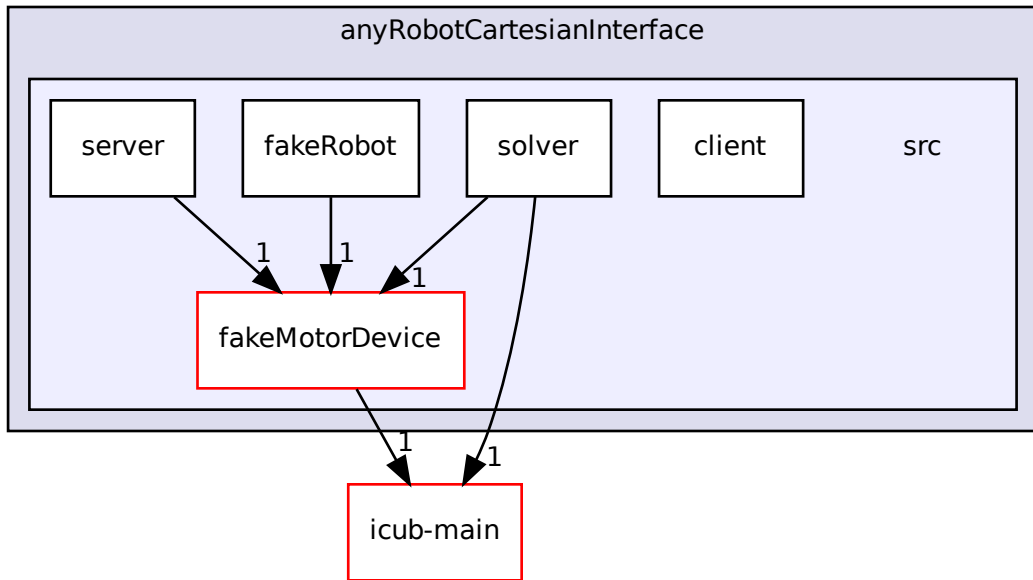 anyRobotCartesianInterface
server
fakeRobot
solver
client
src
1
1
1
fakeMotorDevice
1
1
icub-main